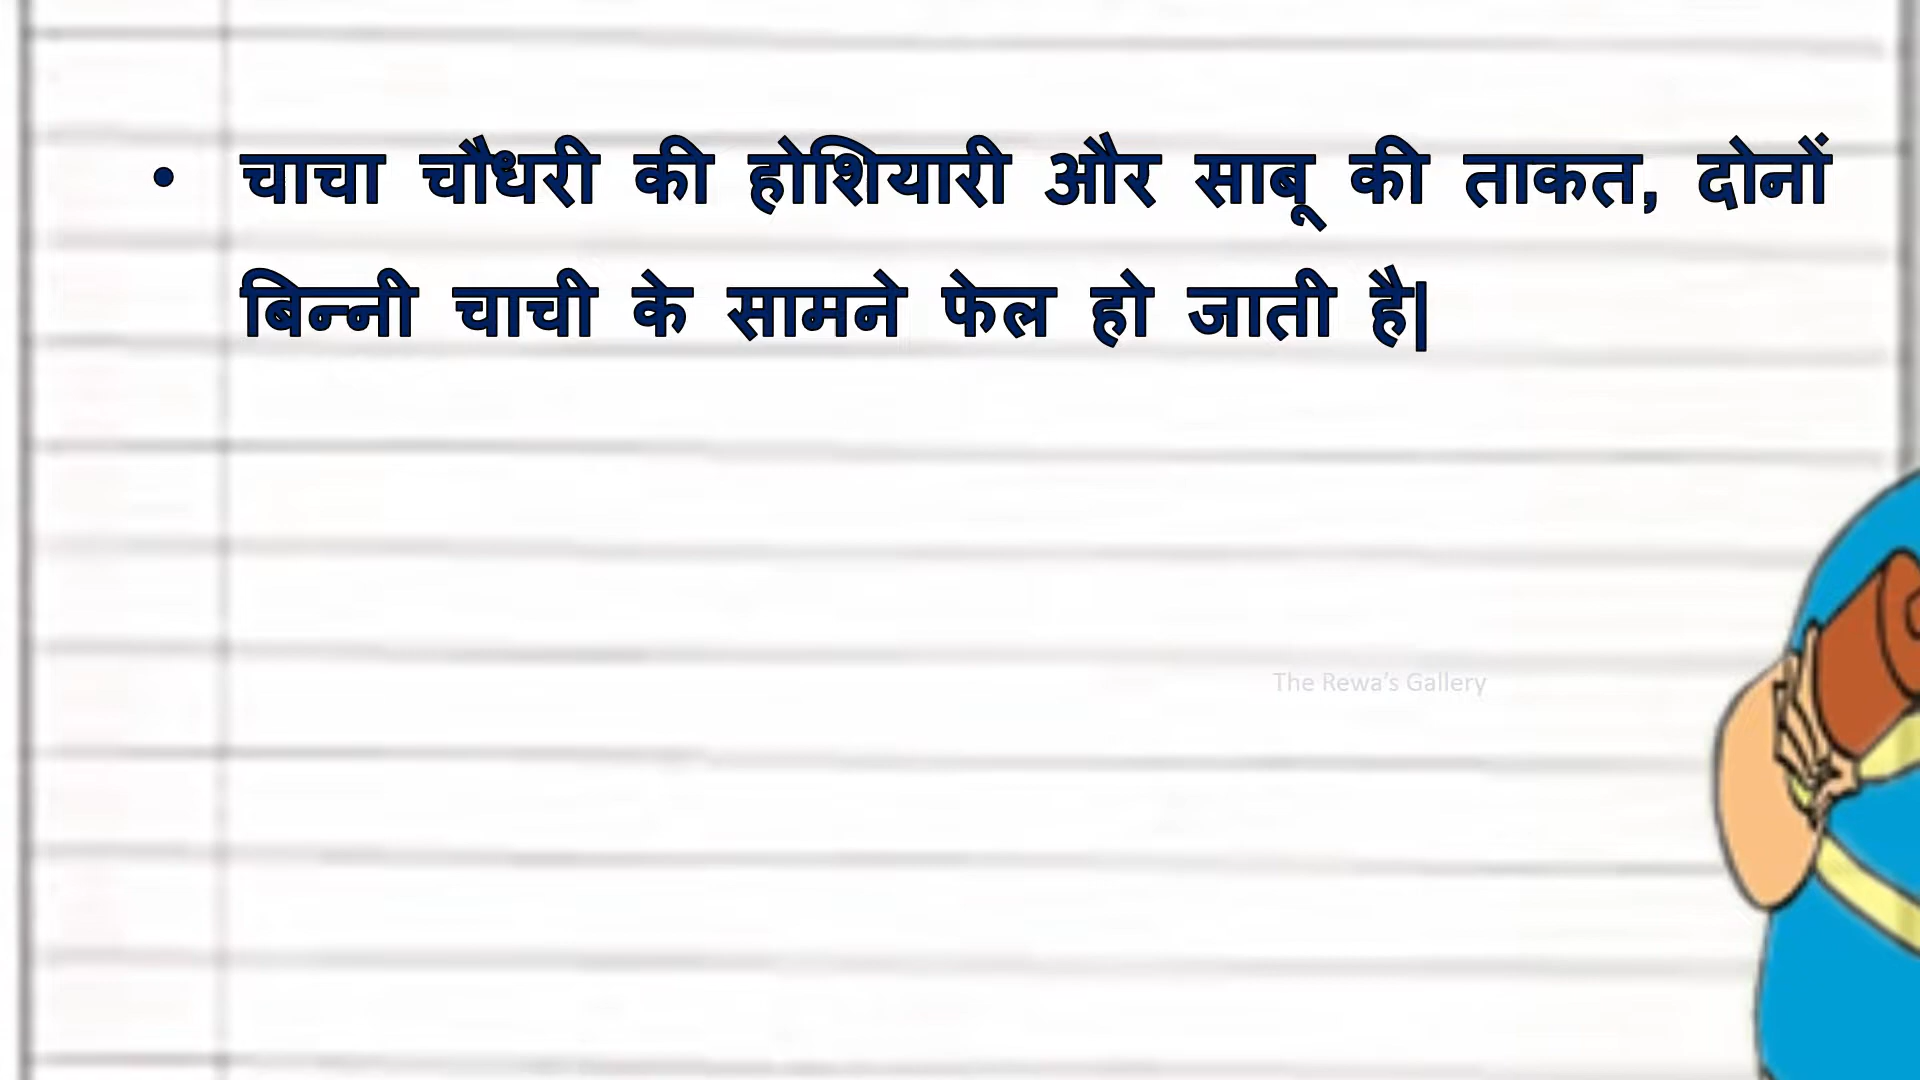 • चाचा चौधरी की होशियारी और साबू की ताकत, दोनों
बिन्नी चाची के सामने फेल हो जाती है|
The Rewa’s Gallery